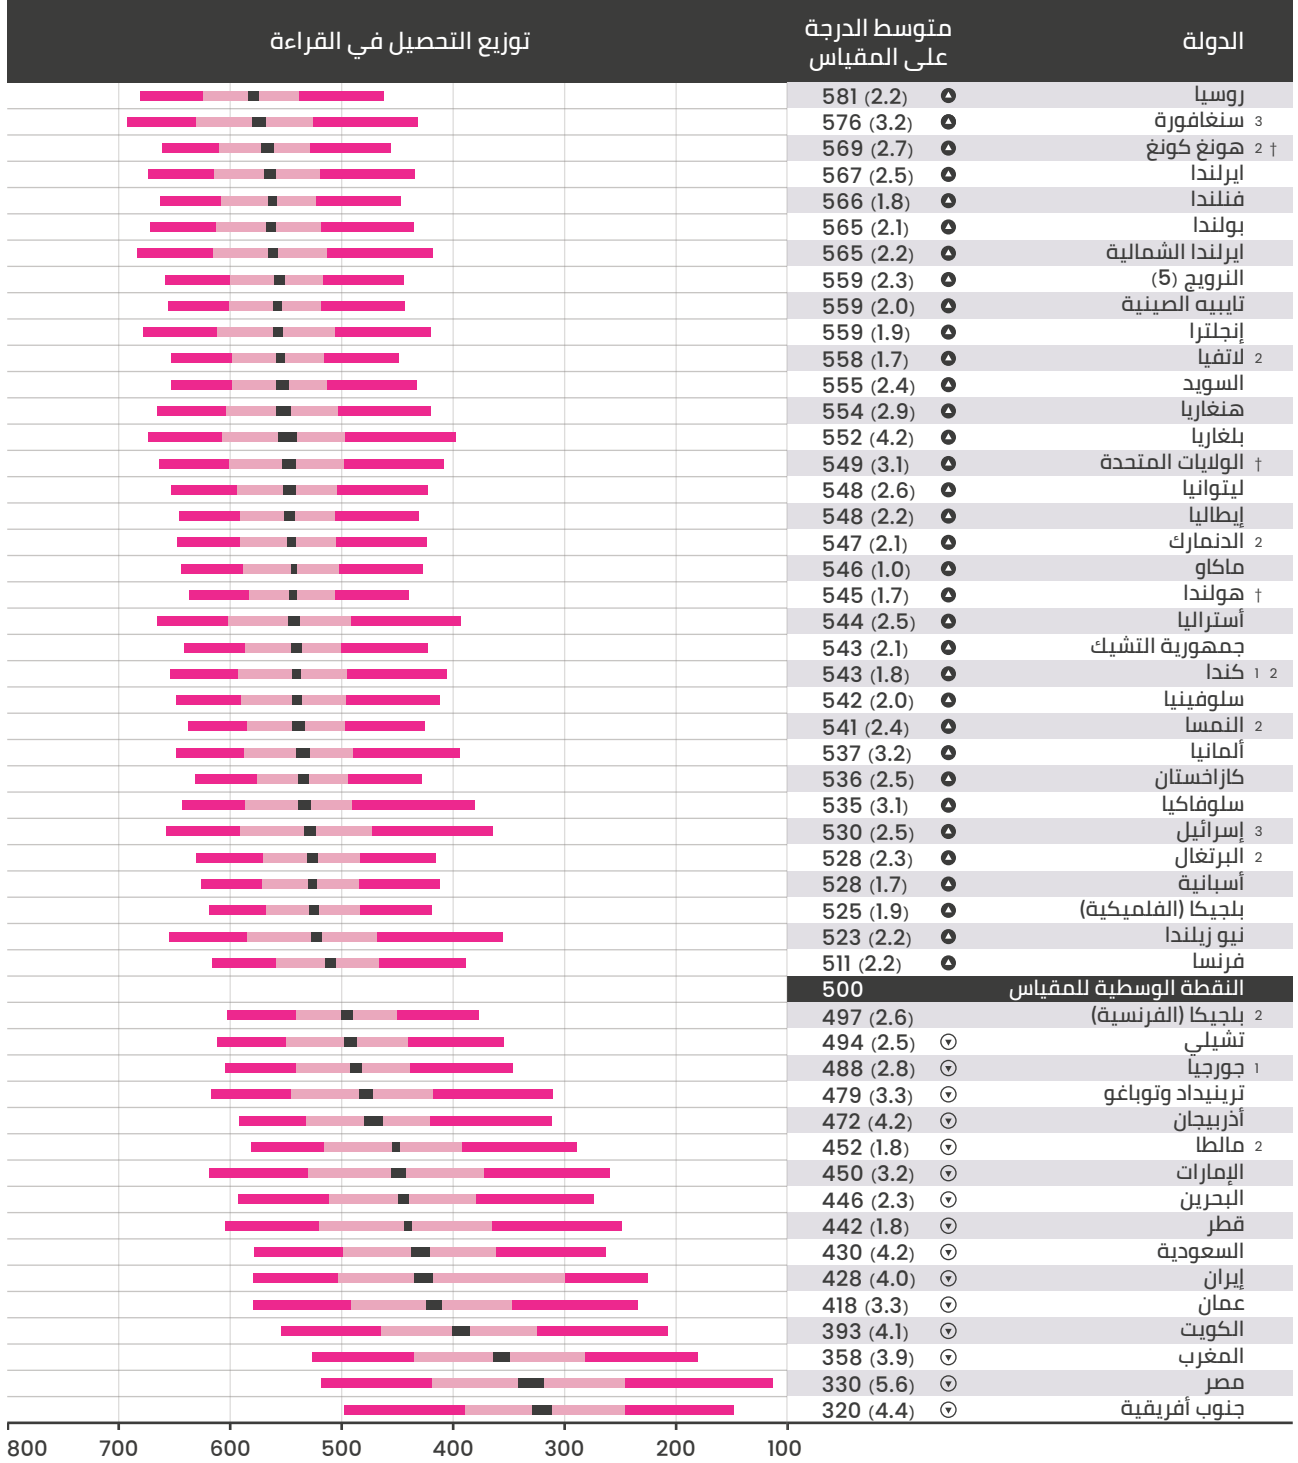 الدولة متوسط الدرجة على المقياس توزيع التحصيل في القراءة
روسيا 581 (2.2)
3 سنغافورة 576 (3.2)
† 2 هونغ كونغ 569 (2.7)
ايرلندا 567 (2.5)
فنلندا 566 (1.8)
بولندا 565 (2.1)
ايرلندا الشمالية 565 (2.2)
النرويج (5) 559 (2.3)
تايبيه الصينية 559 (2.0)
إنجلترا 559 (1.9)
2 لاتفيا 558 (1.7)
السويد 555 (2.4)
هنغاريا 554 (2.9)
بلغاريا 552 (4.2)
† الولايات المتحدة 549 (3.1)
ليتوانيا 548 (2.6)
إيطاليا 548 (2.2)
2 الدنمارك 547 (2.1)
ماكاو 546 (1.0)
† هولندا 545 (1.7)
أستراليا 544 (2.5)
جمهورية التشيك 543 (2.1)
2 1 كندا 543 (1.8)
سلوفينيا 542 (2.0)
2 النمسا 541 (2.4)
ألمانيا 537 (3.2)
كازاخستان 536 (2.5)
سلوفاكيا 535 (3.1)
3 إسرائيل 530 (2.5)
2 البرتغال 528 (2.3)
أسبانية 528 (1.7)
بلجيكا (الفلميكية) 525 (1.9)
نيو زيلندا 523 (2.2)
فرنسا 511 (2.2)
النقطة الوسطية للمقياس 500
2 بلجيكا (الفرنسية) 497 (2.6)
تشيلي 494 (2.5)
1 جورجيا 488 (2.8)
ترينيداد وتوباغو 479 (3.3)
أذربيجان 472 (4.2)
2 مالطا 452 (1.8)
الإمارات 450 (3.2)
البحرين 446 (2.3)
قطر 442 (1.8)
السعودية 430 (4.2)
إيران 428 (4.0)
عمان 418 (3.3)
الكويت 393 (4.1)
المغرب 358 (3.9)
مصر 330 (5.6)
جنوب أفريقية 320 (4.4)
100 200 300 400 500 600 700 800